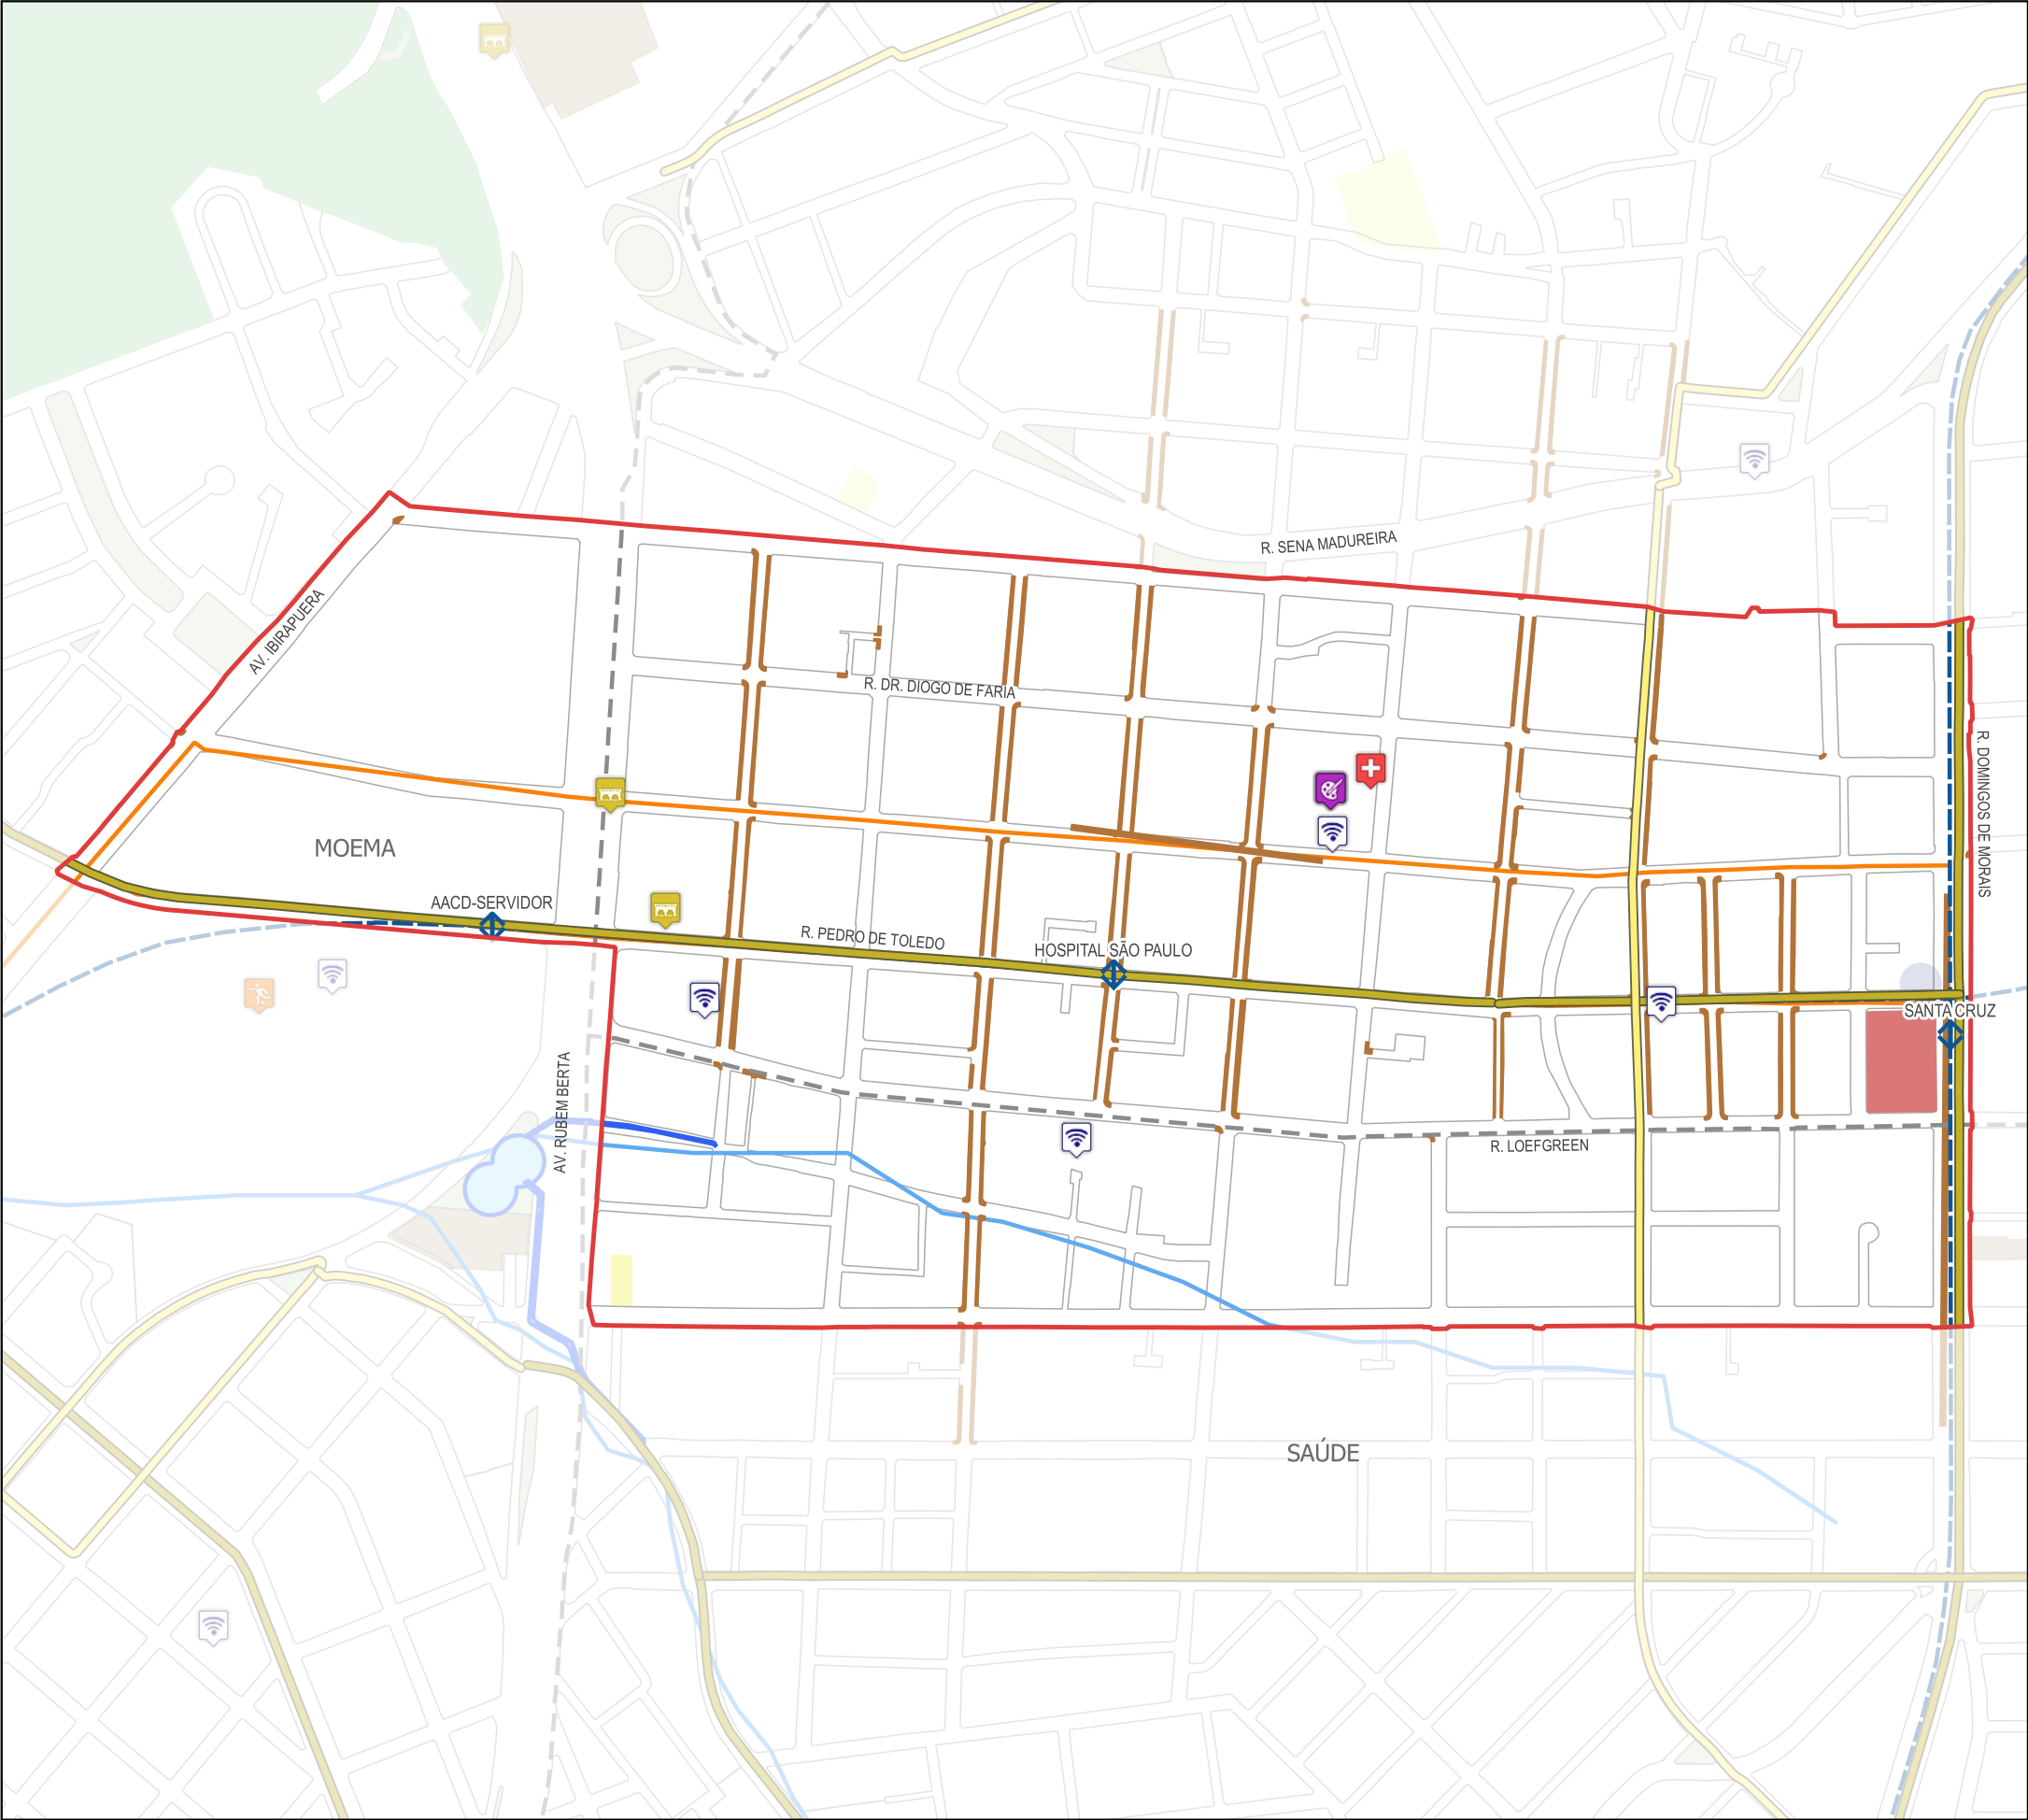 R. SENA MADUREIRA
AV. IBIRAPUERA
R. DR. DIOGO DE FARIA
R. DOMINGOS DE MORAIS
MOEMA
AACD-SERVIDOR
R. PEDRO DE TOLEDO
HOSPITAL SÃO PAULO
SANTA CRUZ
AV. RUBEM BERTA
R. LOEFGREEN
SAÚDE